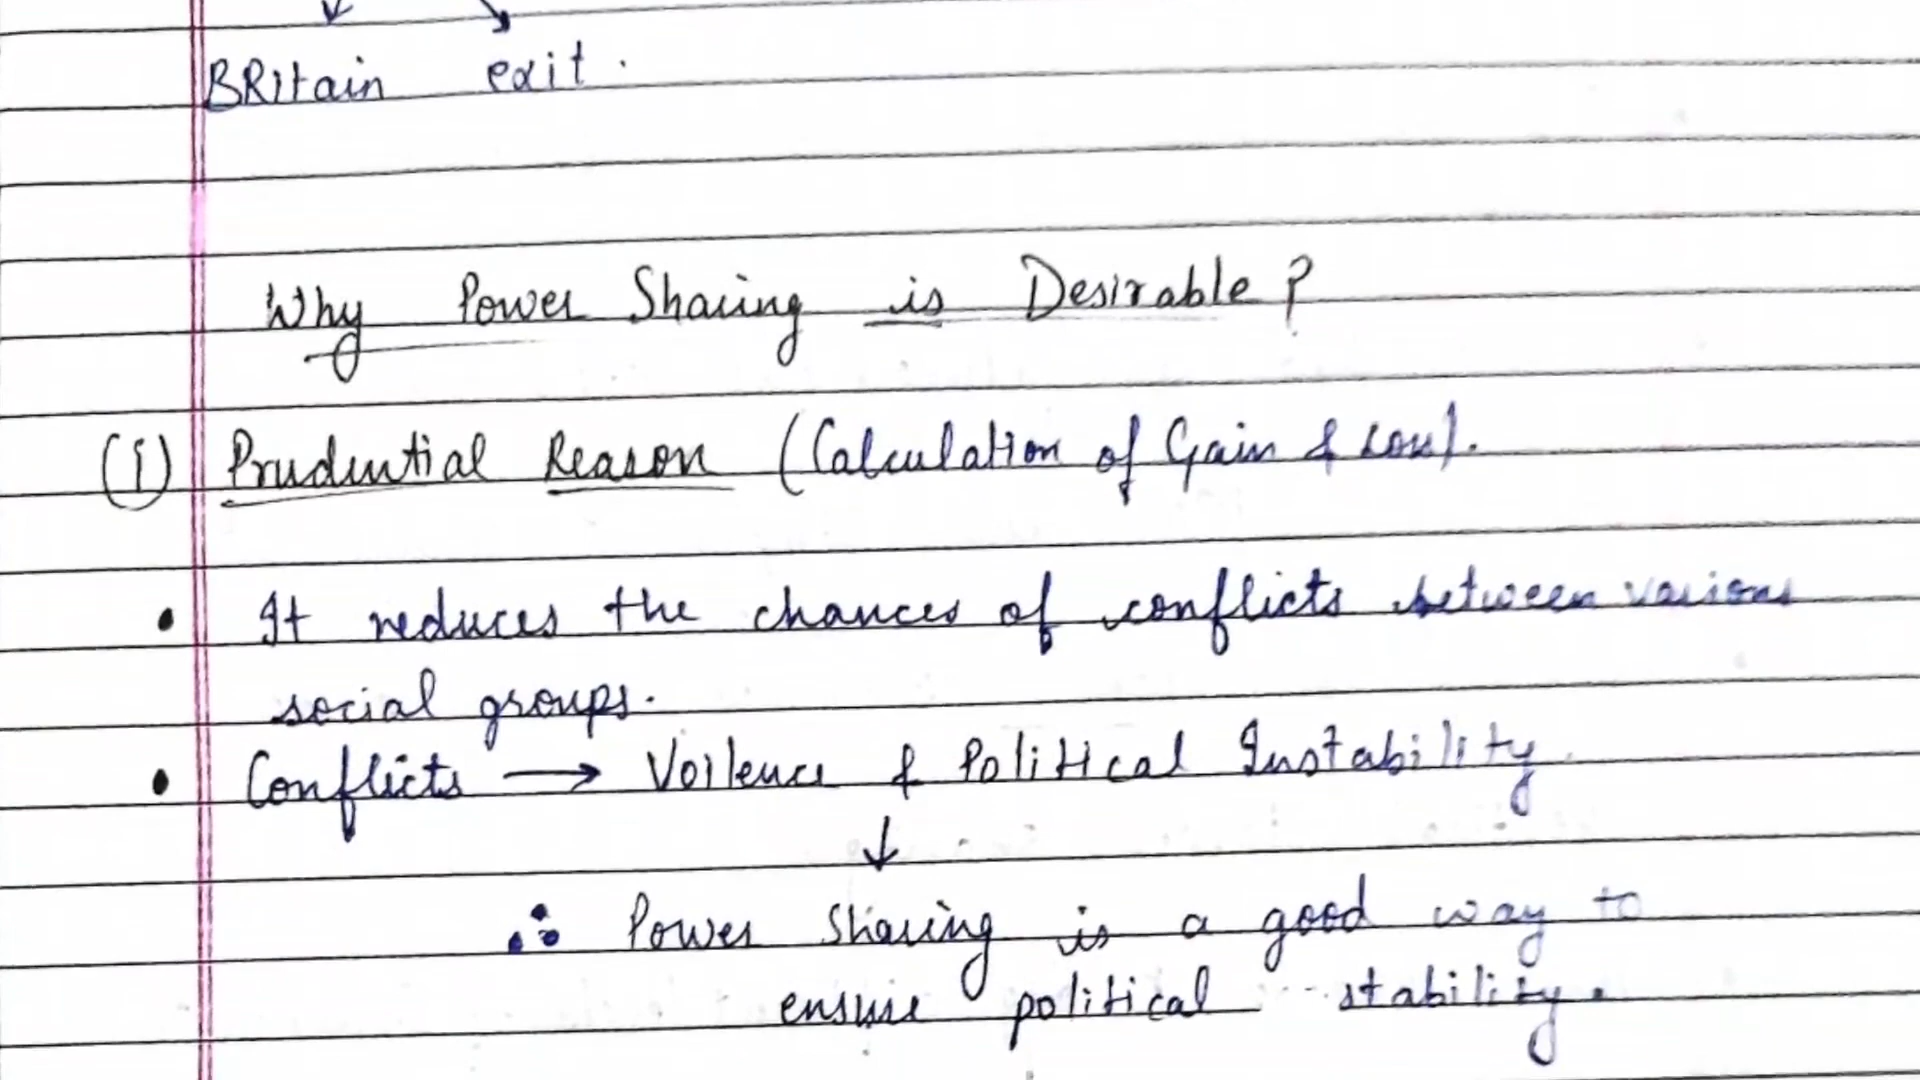 BRitain exit.
Why Power Sharing is Desirable?
(i) Prudential Reason (Calculation of Gain & Loss).
• It reduces the chances of conflicts between various
social groups.
• Conflicts → Voilence & Political Instability.
↓
∴ Power Sharing is a good way to
ensure political stability.